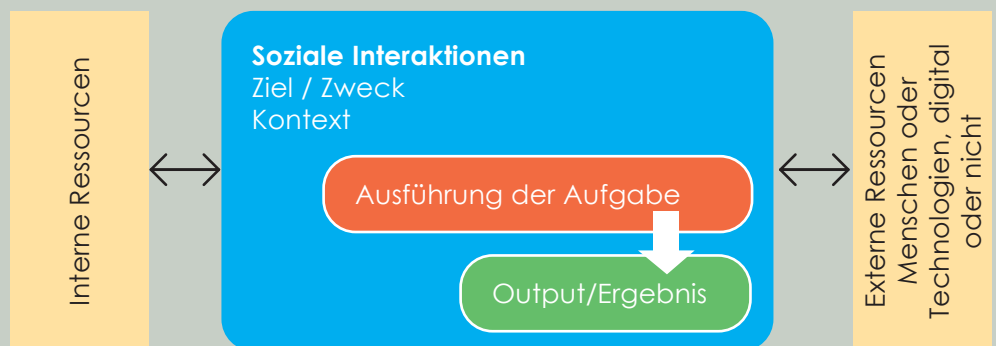 Interne Ressourcen
Soziale Interaktionen
Ziel / Zweck
Kontext
Ausführung der Aufgabe
Output/Ergebnis
Externe Ressourcen
Menschen oder
Technologien, digital
oder nicht